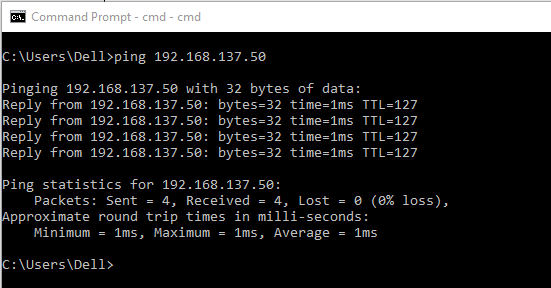 Command Prompt - cmd - cmd
C:\Users\Dell>ping 192.168.137.50
Pinging 192.168.137.50 with 32 bytes of data:
Reply from 192.168.137.50: bytes=32 time=1ms TTL=127
Reply from 192.168.137.50: bytes=32 time=1ms TTL=127
Reply from 192.168.137.50: bytes=32 time=1ms TTL=127
Reply from 192.168.137.50: bytes=32 time=1ms TTL=127
Ping statistics for 192.168.137.50:
    Packets: Sent = 4, Received = 4, Lost = 0 (0% loss),
Approximate round trip times in milli-seconds:
    Minimum = 1ms, Maximum = 1ms, Average = 1ms
C:\Users\Dell>